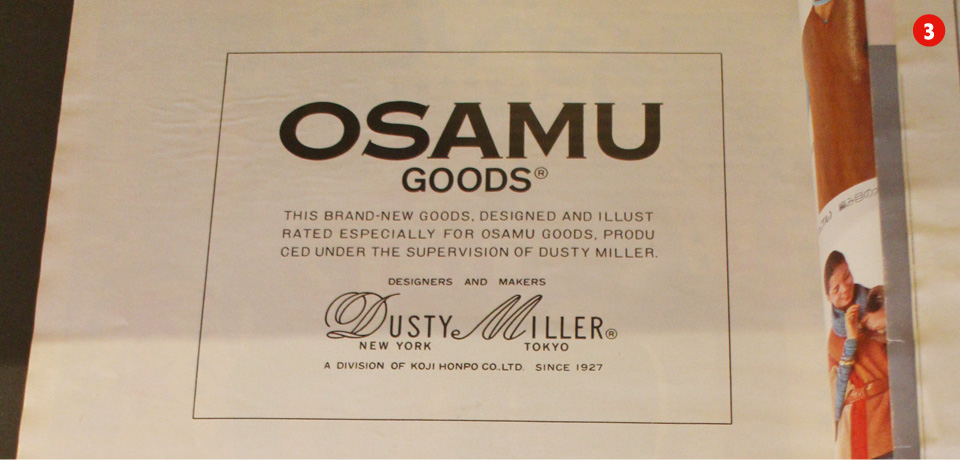 3
OSAMU
GOODS®
THIS BRAND-NEW GOODS, DESIGNED AND ILLUST
RATED ESPECIALLY FOR OSAMU GOODS, PRODU
CED UNDER THE SUPERVISION OF DUSTY MILLER.
DESIGNERS AND MAKERS
DUSTY MILLER®
NEW YORK TOKYO
A DIVISION OF KOJI HONPO CO.,LTD. SINCE 1927